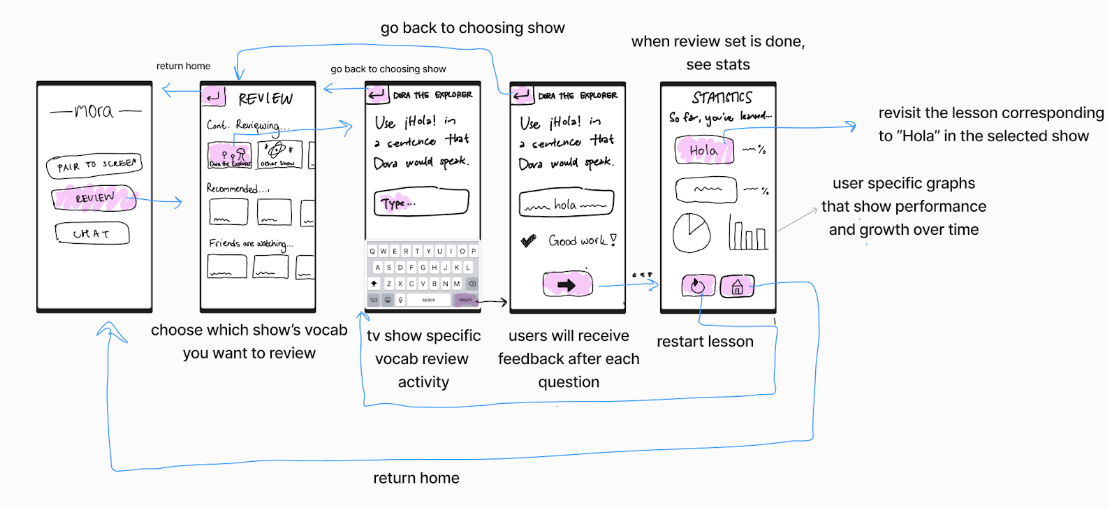 go back to choosing show
when review set is done,
see stats
return home
go back to choosing show
mora
PAIR TO SCREEN
REVIEW
CHAT
REVIEW
Cont. Reviewing...
Dora the Explorer
Other Show
Recommended...
Friends are watching...
DORA THE EXPLORER
Use ¡Hola! in
a sentence that
Dora would speak.
Type...
Q W E R T Y U I O P
A S D F G H J K L
Z X C V B N M
123
space
return
DORA THE EXPLORER
Use ¡Hola! in
a sentence that
Dora would speak.
hola
Good work!
STATISTICS
So far, you've learned...
Hola
%
%
revisit the lesson corresponding
to “Hola” in the selected show
user specific graphs
that show performance
and growth over time
choose which show's vocab
you want to review
tv show specific
vocab review
activity
users will receive
feedback after each
question
restart lesson
return home